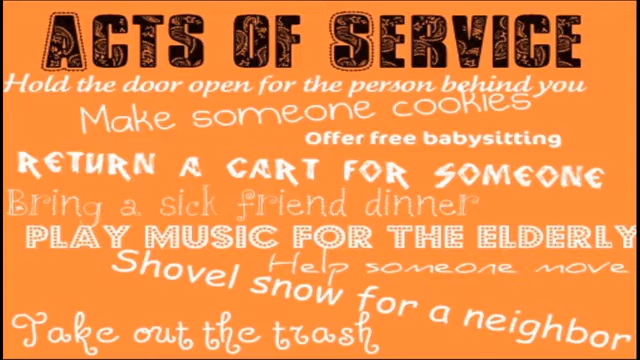 ACTS OF SERVICE
Hold the door open for the person behind you
Make someone cookies
Offer free babysitting
RETURN A CART FOR SOMEONE
Bring a sick friend dinner
PLAY MUSIC FOR THE ELDERLY
Help someone move
Shovel snow for a neighbor
Take out the trash